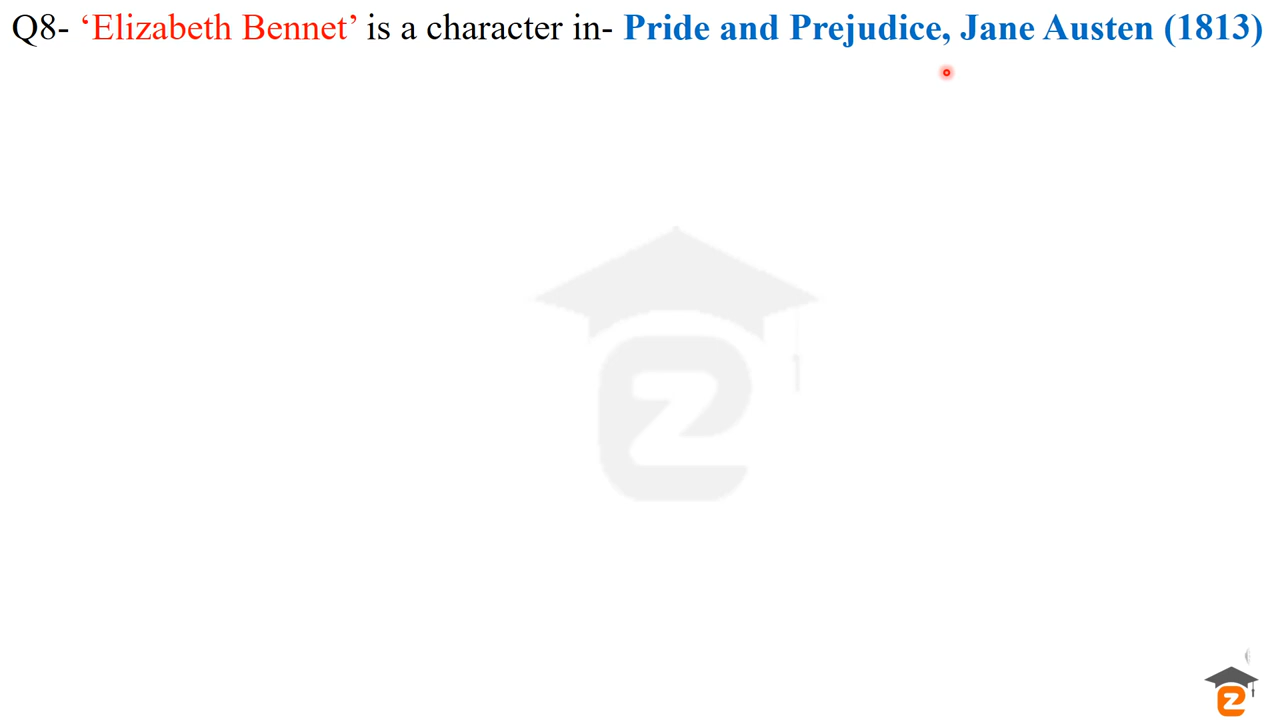 Q8- ‘Elizabeth Bennet’ is a character in- Pride and Prejudice, Jane Austen (1813)